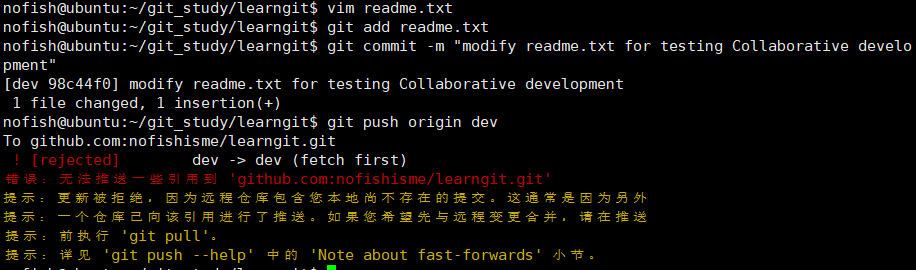 nofish@ubuntu:~/git_study/learngit$ vim readme.txt
nofish@ubuntu:~/git_study/learngit$ git add readme.txt
nofish@ubuntu:~/git_study/learngit$ git commit -m "modify readme.txt for testing Collaborative develo
pment"
[dev 98c44f0] modify readme.txt for testing Collaborative development
 1 file changed, 1 insertion(+)
nofish@ubuntu:~/git_study/learngit$ git push origin dev
To github.com:nofishisme/learngit.git
 ! [rejected]        dev -> dev (fetch first)
错误：无法推送一些引用到 'github.com:nofishisme/learngit.git'
提示：更新被拒绝，因为远程仓库包含您本地尚不存在的提交。这通常是因为另外
提示：一个仓库已向该引用进行了推送。如果您希望先与远程变更合并，请在推送
提示：前执行 'git pull'。
提示：详见 'git push --help' 中的 'Note about fast-forwards' 小节。
nofish@ubuntu:~/git_study/learngit$